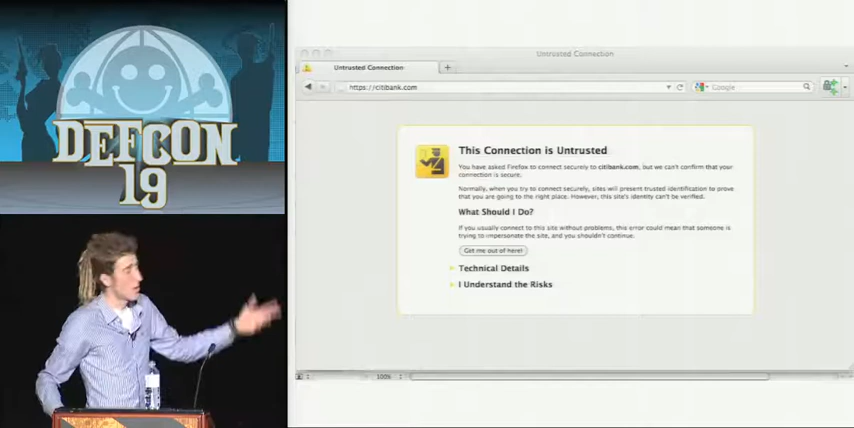 DEFCON
19
Untrusted Connection
Untrusted Connection
https://citibank.com
Google
This Connection is Untrusted
You have asked Firefox to connect securely to citibank.com, but we can't confirm that your
connection is secure.
Normally, when you try to connect securely, sites will present trusted identification to prove
that you are going to the right place. However, this site's identity can't be verified.
What Should I Do?
If you usually connect to this site without problems, this error could mean that someone is
trying to impersonate the site, and you shouldn't continue.
Get me out of here!
Technical Details
I Understand the Risks
100%